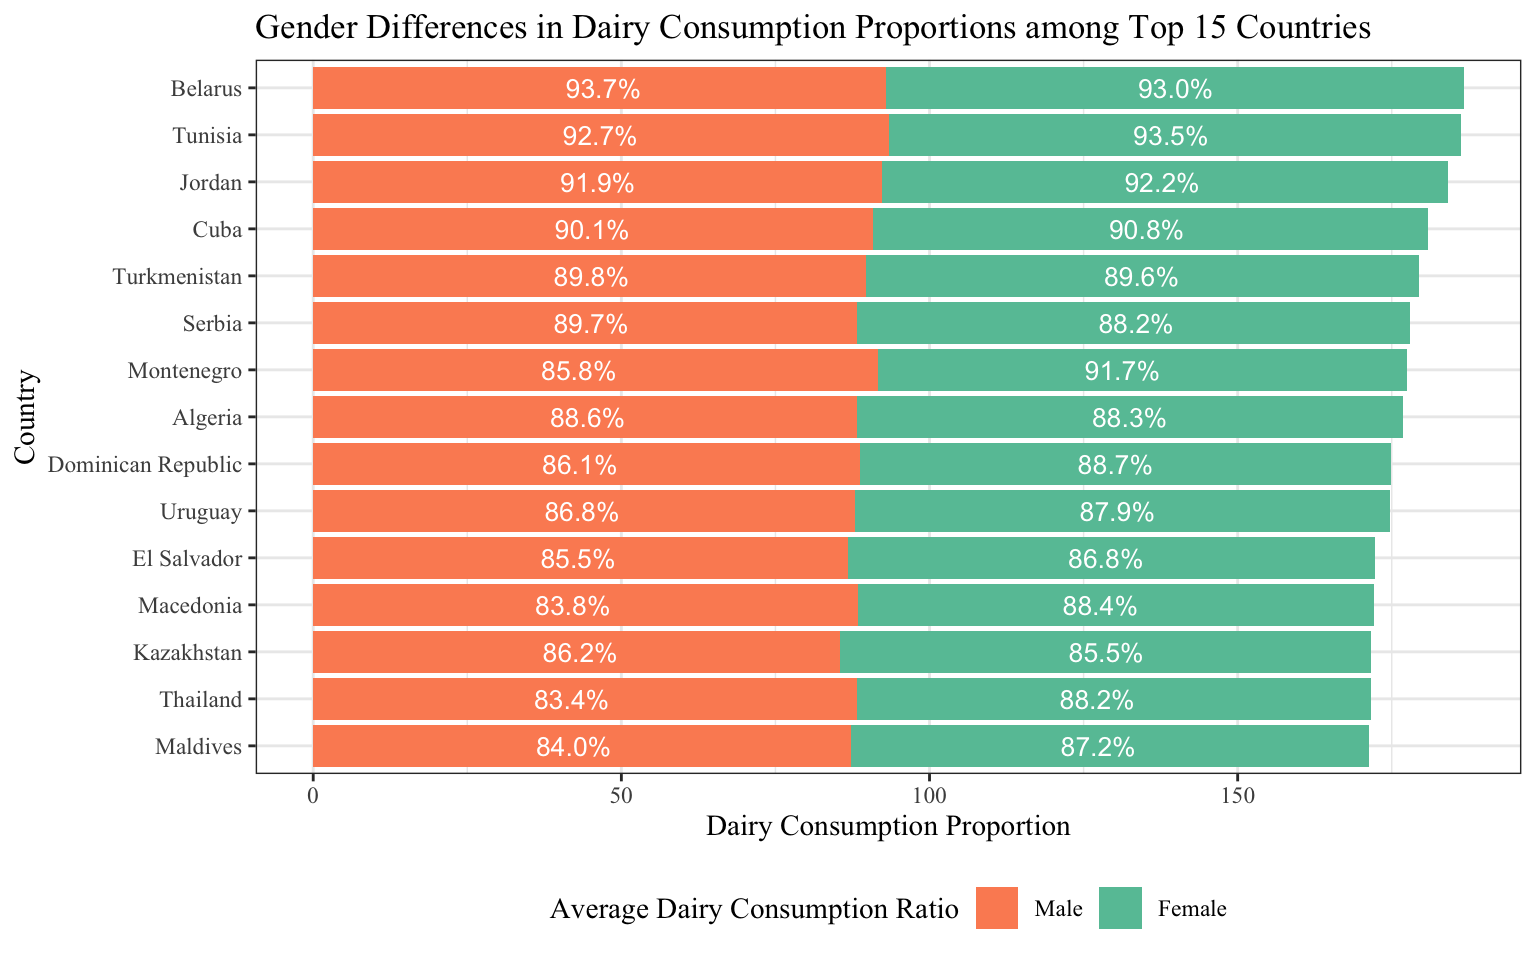 Gender Differences in Dairy Consumption Proportions among Top 15 Countries
Country
Belarus 93.7% 93.0%
Tunisia 92.7% 93.5%
Jordan 91.9% 92.2%
Cuba 90.1% 90.8%
Turkmenistan 89.8% 89.6%
Serbia 89.7% 88.2%
Montenegro 85.8% 91.7%
Algeria 88.6% 88.3%
Dominican Republic 86.1% 88.7%
Uruguay 86.8% 87.9%
El Salvador 85.5% 86.8%
Macedonia 83.8% 88.4%
Kazakhstan 86.2% 85.5%
Thailand 83.4% 88.2%
Maldives 84.0% 87.2%
0 50 100 150
Dairy Consumption Proportion
Average Dairy Consumption Ratio Male Female